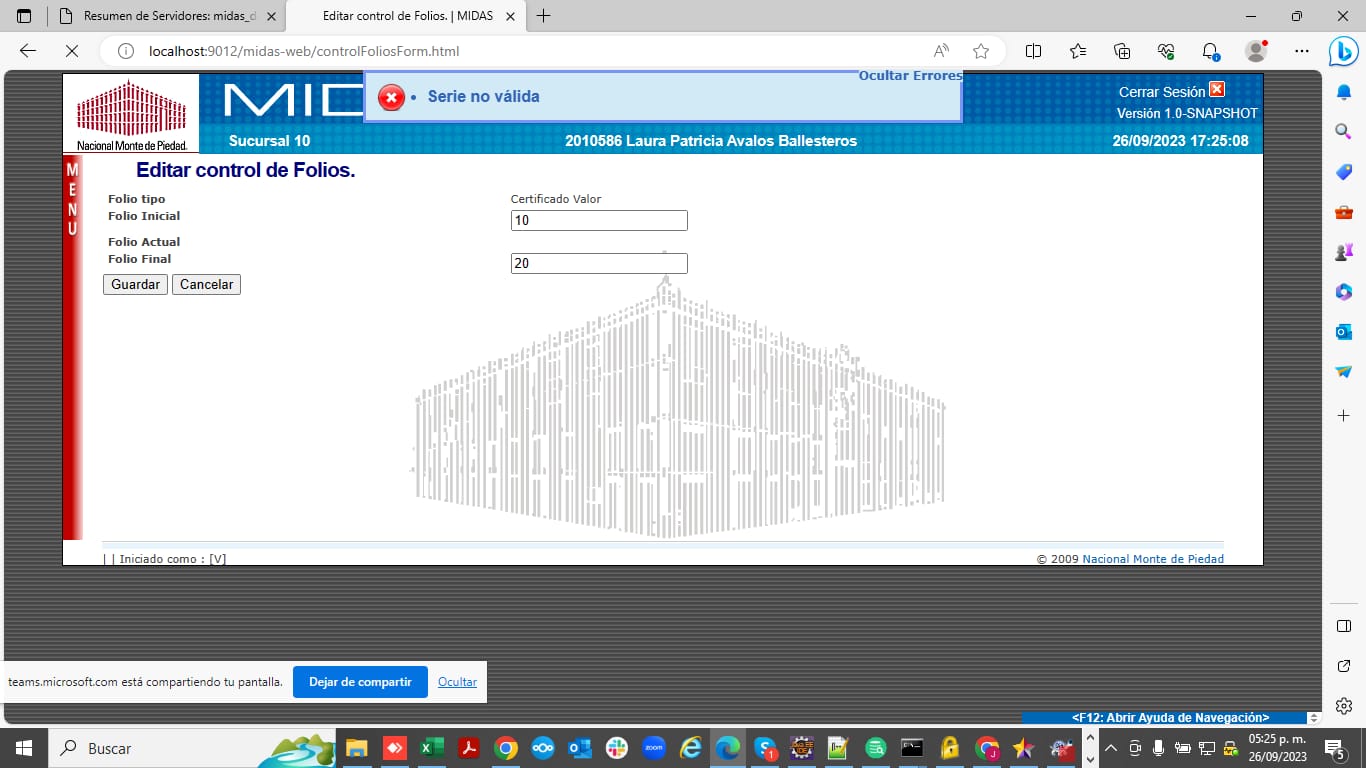 Resumen de Servidores: midas_d
Editar control de Folios. | MIDAS
localhost:9012/midas-web/controlFoliosForm.html
Ocultar Errores
• Serie no válida
MID
Cerrar Sesión
Versión 1.0-SNAPSHOT
Nacional Monte de Piedad.
Sucursal 10
2010586 Laura Patricia Avalos Ballesteros
26/09/2023 17:25:08
MENU
Editar control de Folios.
Folio tipo Certificado Valor
Folio Inicial 10
Folio Actual
Folio Final 20
Guardar Cancelar
| | Iniciado como : [V]
© 2009 Nacional Monte de Piedad
teams.microsoft.com está compartiendo tu pantalla. Dejar de compartir Ocultar
<F12: Abrir Ayuda de Navegación>
Buscar
zoom
1
05:25 p. m.
26/09/2023
5